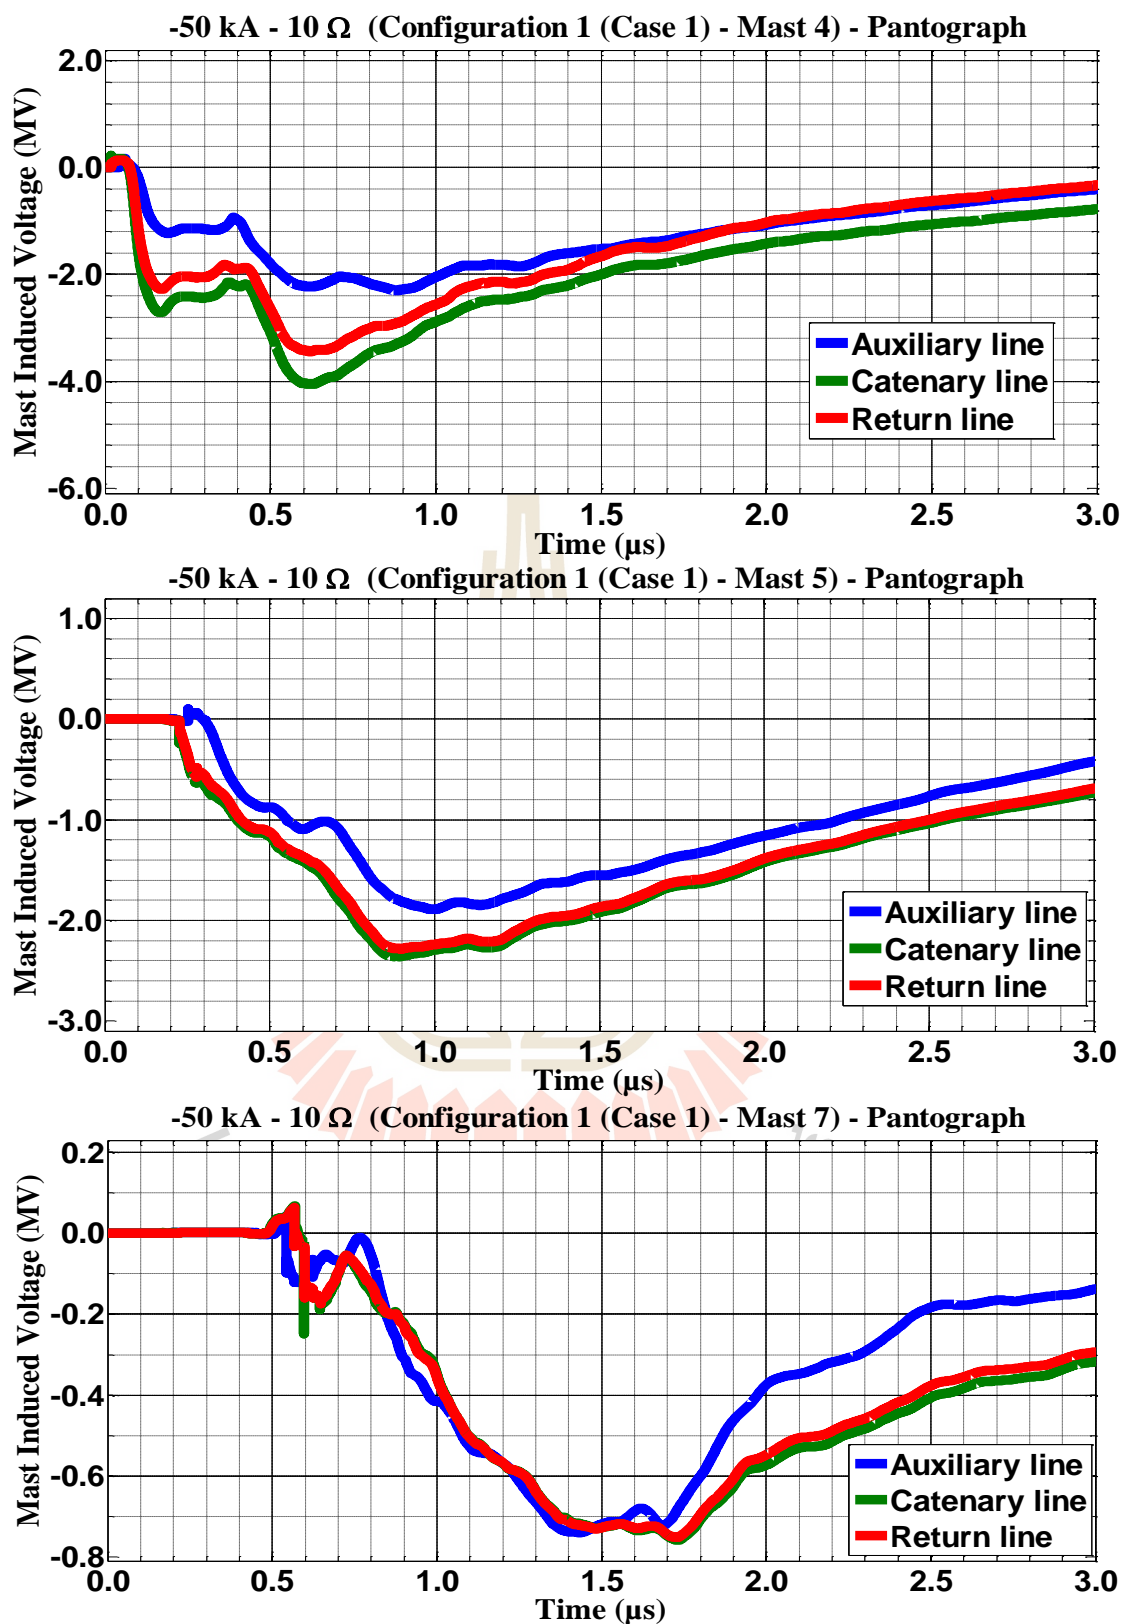 -50 kA - 10 Ω (Configuration 1 (Case 1) - Mast 4) - Pantograph
Mast Induced Voltage (MV)
2.0
0.0
-2.0
-4.0
-6.0
Auxiliary line
Catenary line
Return line
0.0 0.5 1.0 1.5 2.0 2.5 3.0
Time (µs)
-50 kA - 10 Ω (Configuration 1 (Case 1) - Mast 5) - Pantograph
Mast Induced Voltage (MV)
1.0
0.0
-1.0
-2.0
-3.0
Auxiliary line
Catenary line
Return line
0.0 0.5 1.0 1.5 2.0 2.5 3.0
Time (µs)
-50 kA - 10 Ω (Configuration 1 (Case 1) - Mast 7) - Pantograph
Mast Induced Voltage (MV)
0.2
0.0
-0.2
-0.4
-0.6
-0.8
Auxiliary line
Catenary line
Return line
0.0 0.5 1.0 1.5 2.0 2.5 3.0
Time (µs)